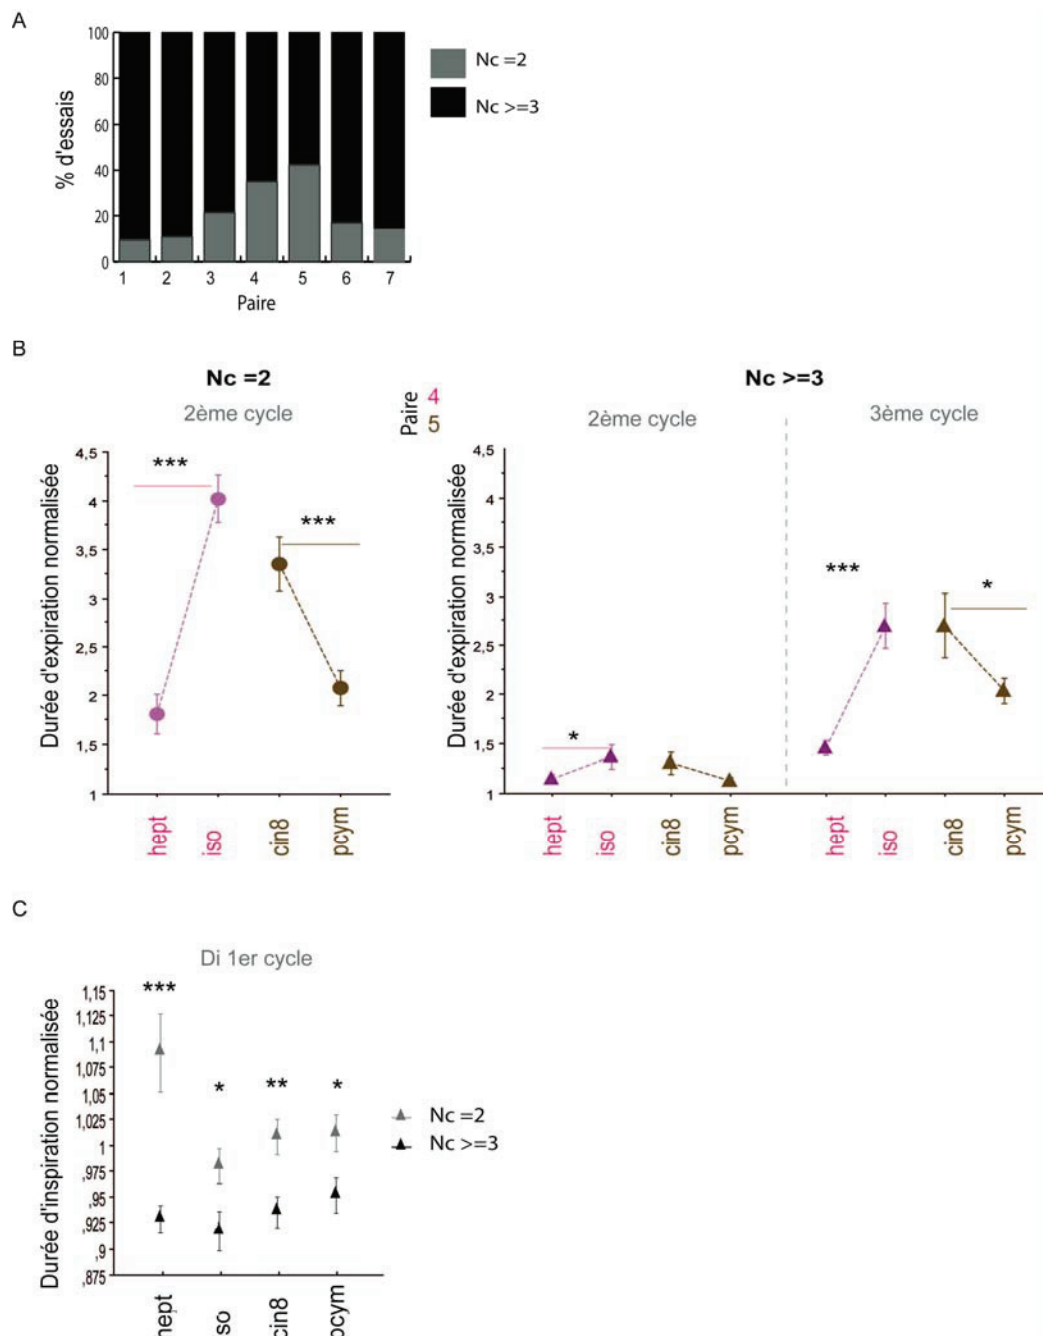 A
100
80
60
40
20
0
% d'essais
1 2 3 4 5 6 7
Paire
Nc =2
Nc >=3
B
Nc =2
2ème cycle
Paire
4
5
Nc >=3
2ème cycle
3ème cycle
Durée d'expiration normalisée
4,5
4
3,5
3
2,5
2
1,5
1
***
***
hept
iso
cin8
pcym
Durée d'expiration normalisée
4,5
4
3,5
3
2,5
2
1,5
1
*
***
*
hept
iso
cin8
pcym
hept
iso
cin8
pcym
C
Di 1er cycle
Durée d'inspiration normalisée
1,15
1,125
1,1
1,075
1,05
1,025
1
,975
,95
,925
,9
,875
***
*
**
*
Nc =2
Nc >=3
hept
iso
cin8
pcym